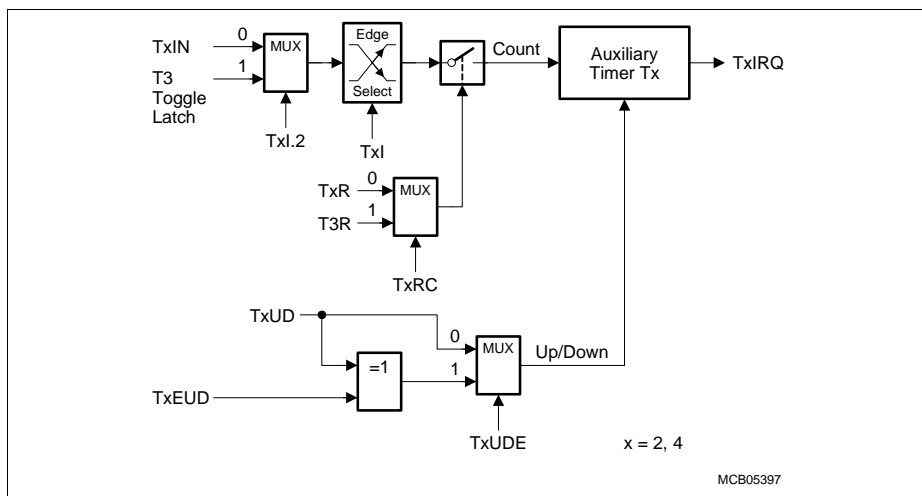 TxIN
0
MUX
T3
Toggle
Latch
1
TxI.2
Edge
Select
TxI
Count
Auxiliary
Timer Tx
TxIRQ
TxR
0
T3R
1
MUX
TxRC
TxUD
0
MUX
Up/Down
=1
1
TxEUD
TxUDE
x = 2, 4
MCB05397